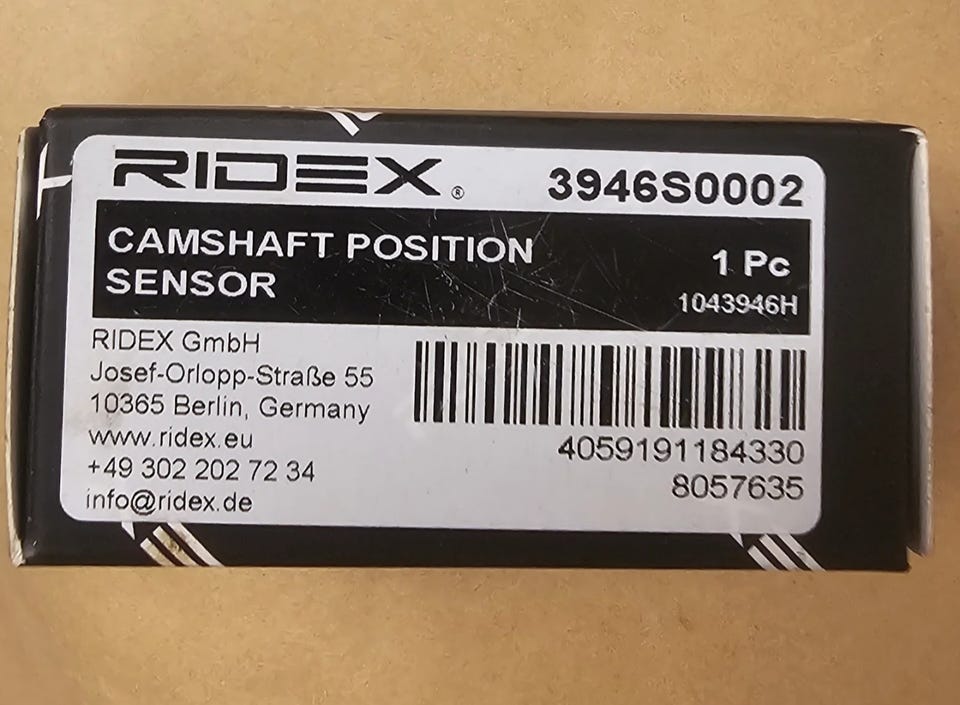 RIDEX®
3946S0002
CAMSHAFT POSITION
SENSOR
1 Pc
1043946H
RIDEX GmbH
Josef-Orlopp-Straße 55
10365 Berlin, Germany
www.ridex.eu
+49 302 202 72 34
info@ridex.de
4059191184330
8057635